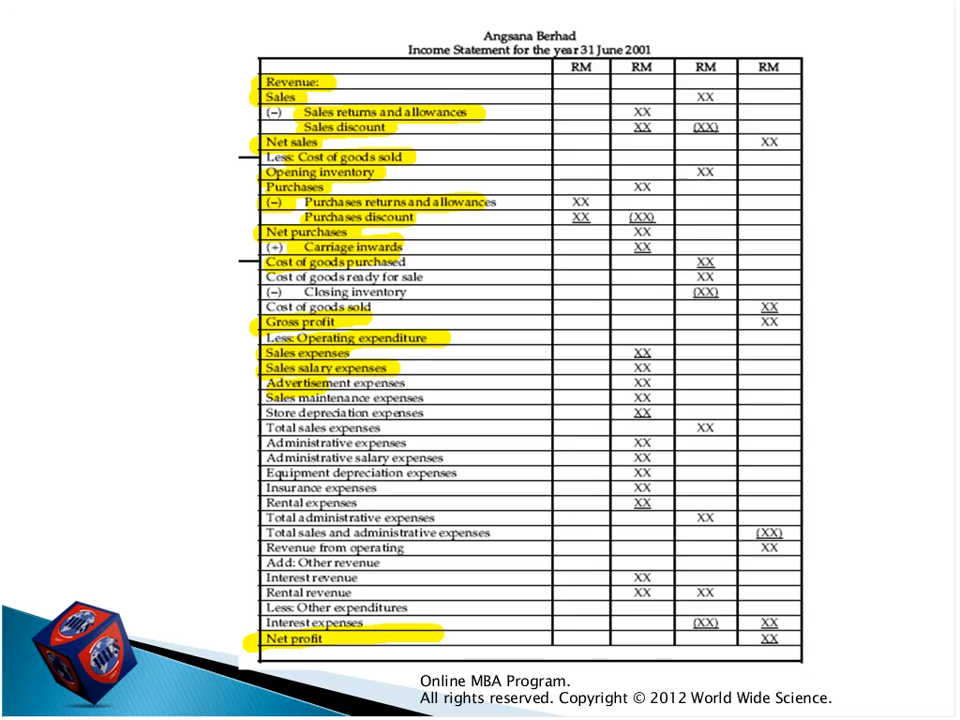 Angsana Berhad
Income Statement for the year 31 June 2001
RM RM RM RM
Revenue:
Sales XX
(–) Sales returns and allowances XX
Sales discount XX (XX)
Net sales XX
Less: Cost of goods sold
Opening inventory XX
Purchases XX
(–) Purchases returns and allowances XX
Purchases discount XX (XX)
Net purchases XX
(+) Carriage inwards XX
Cost of goods purchased XX
Cost of goods ready for sale XX
(–) Closing inventory (XX)
Cost of goods sold XX
Gross profit XX
Less: Operating expenditure
Sales expenses XX
Sales salary expenses XX
Advertisement expenses XX
Sales maintenance expenses XX
Store depreciation expenses XX
Total sales expenses XX
Administrative expenses XX
Administrative salary expenses XX
Equipment depreciation expenses XX
Insurance expenses XX
Rental expenses XX
Total administrative expenses XX
Total sales and administrative expenses (XX)
Revenue from operating XX
Add: Other revenue
Interest revenue XX
Rental revenue XX XX
Less: Other expenditures
Interest expenses (XX) XX
Net profit XX
Online MBA Program.
All rights reserved. Copyright © 2012 World Wide Science.